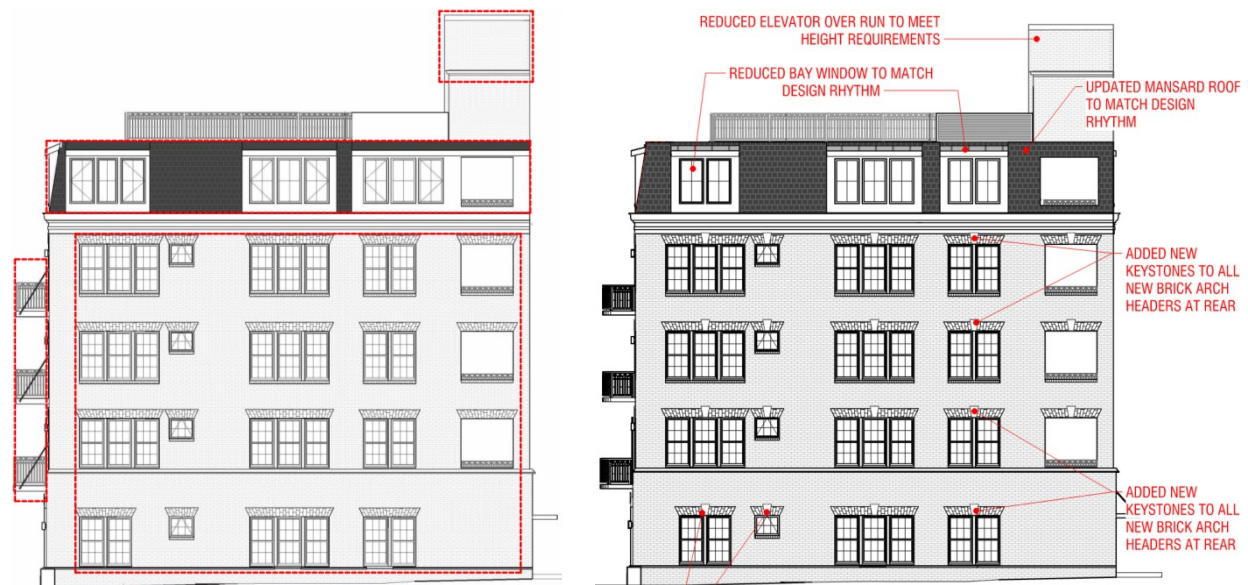 REDUCED ELEVATOR OVER RUN TO MEET
HEIGHT REQUIREMENTS
REDUCED BAY WINDOW TO MATCH
DESIGN RHYTHM
UPDATED MANSARD ROOF
TO MATCH DESIGN
RHYTHM
ADDED NEW
KEYSTONES TO ALL
NEW BRICK ARCH
HEADERS AT REAR
ADDED NEW
KEYSTONES TO ALL
NEW BRICK ARCH
HEADERS AT REAR